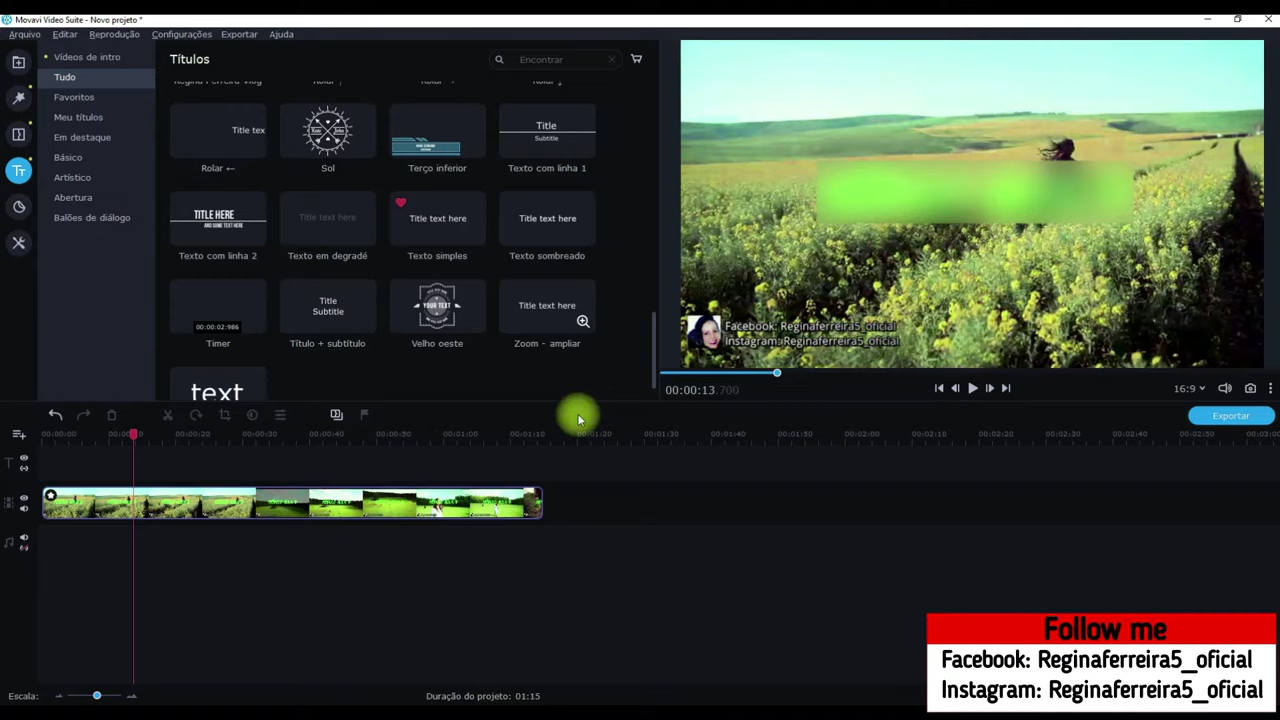 Movavi Video Suite - Novo projeto *
Arquivo Editar Reprodução Configurações Exportar Ajuda
Vídeos de intro
Tudo
Favoritos
Meu títulos
Em destaque
Básico
Artístico
Abertura
Balões de diálogo
Títulos
Encontrar
Title tex
Title
Subtitle
Rolar ←
Sol
Terço inferior
Texto com linha 1
TITLE HERE
AND SOME TEXT HERE
Title text here
Title text here
Title text here
Texto com linha 2
Texto em degradé
Texto simples
Texto sombreado
00:00:02:986
Title
Subtitle
YOUR TEXT
Title text here
Timer
Título + subtítulo
Velho oeste
Zoom - ampliar
text
Facebook: Reginaferreira5_oficial
Instagram: Reginaferreira5_oficial
00:00:13.700
16:9
Exportar
00:00:00 00:00:20 00:00:30 00:00:40 00:00:50 00:01:00 00:01:10 00:01:20 00:01:30 00:01:40 00:01:50 00:02:00 00:02:10 00:02:20 00:02:30 00:02:40 00:02:50 00:03:0
Escala:
Duração do projeto: 01:15
Follow me
Facebook: Reginaferreira5_oficial
Instagram: Reginaferreira5_oficial